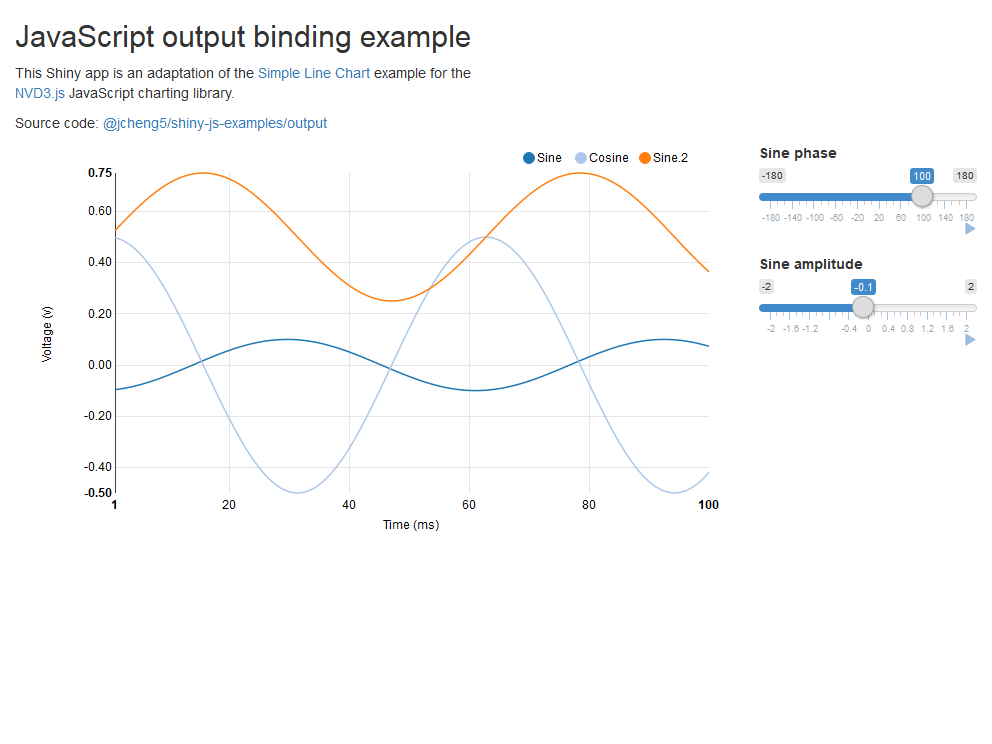 JavaScript output binding example
This Shiny app is an adaptation of the Simple Line Chart example for the
NVD3.js JavaScript charting library.
Source code: @jcheng5/shiny-js-examples/output
Sine Cosine Sine.2
0.75
0.60
0.40
0.20
0.00
-0.20
-0.40
-0.50
Voltage (v)
1 20 40 60 80 100
Time (ms)
Sine phase
-180 100 180
-180 -140 -100 -60 -20 20 60 100 140 180
Sine amplitude
-2 -0.1 2
-2 -1.6 -1.2 -0.4 0 0.4 0.8 1.2 1.6 2